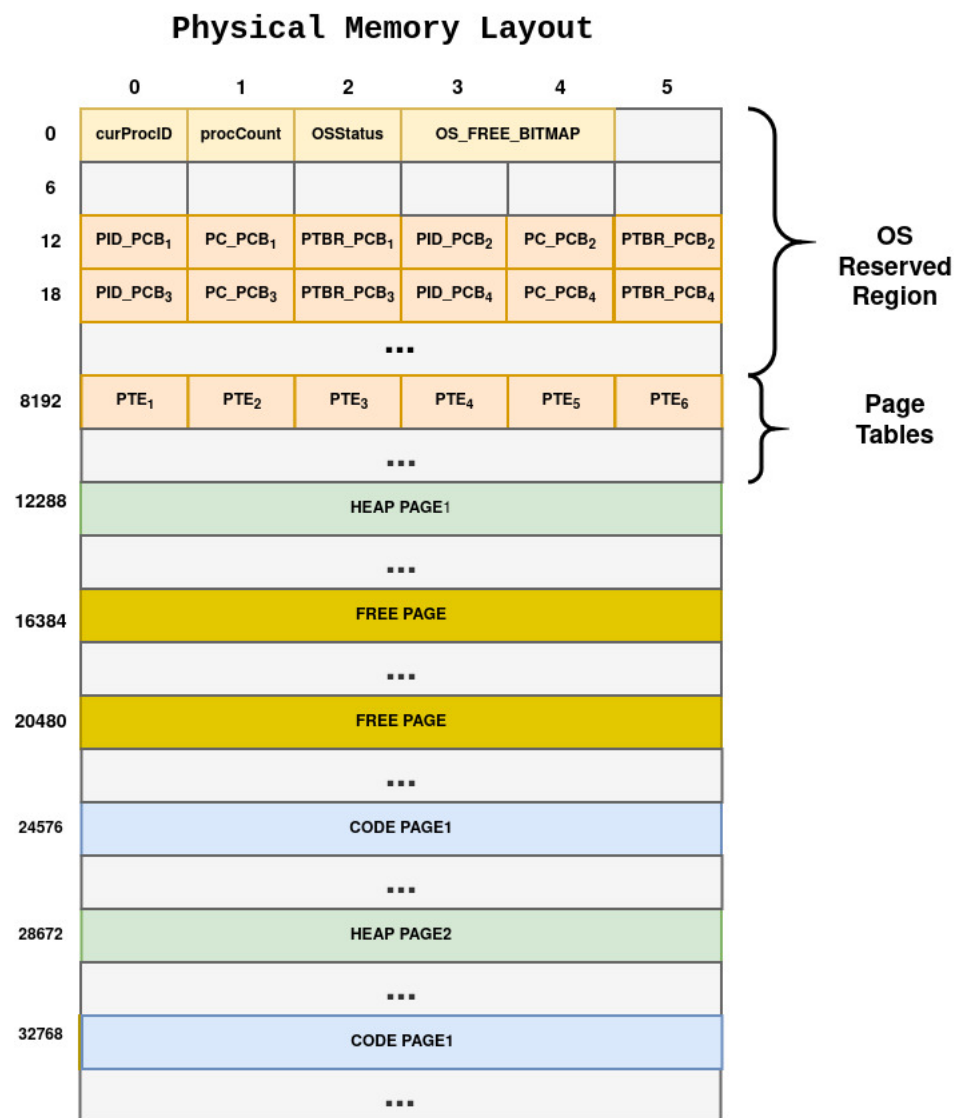 Physical Memory Layout
0 1 2 3 4 5
0 curProcID procCount OSStatus OS_FREE_BITMAP
6
12 PID_PCB₁ PC_PCB₁ PTBR_PCB₁ PID_PCB₂ PC_PCB₂ PTBR_PCB₂
18 PID_PCB₃ PC_PCB₃ PTBR_PCB₃ PID_PCB₄ PC_PCB₄ PTBR_PCB₄
...
OS
Reserved
Region
8192 PTE₁ PTE₂ PTE₃ PTE₄ PTE₅ PTE₆
...
Page
Tables
12288 HEAP PAGE1
...
16384 FREE PAGE
...
20480 FREE PAGE
...
24576 CODE PAGE1
...
28672 HEAP PAGE2
...
32768 CODE PAGE1
...